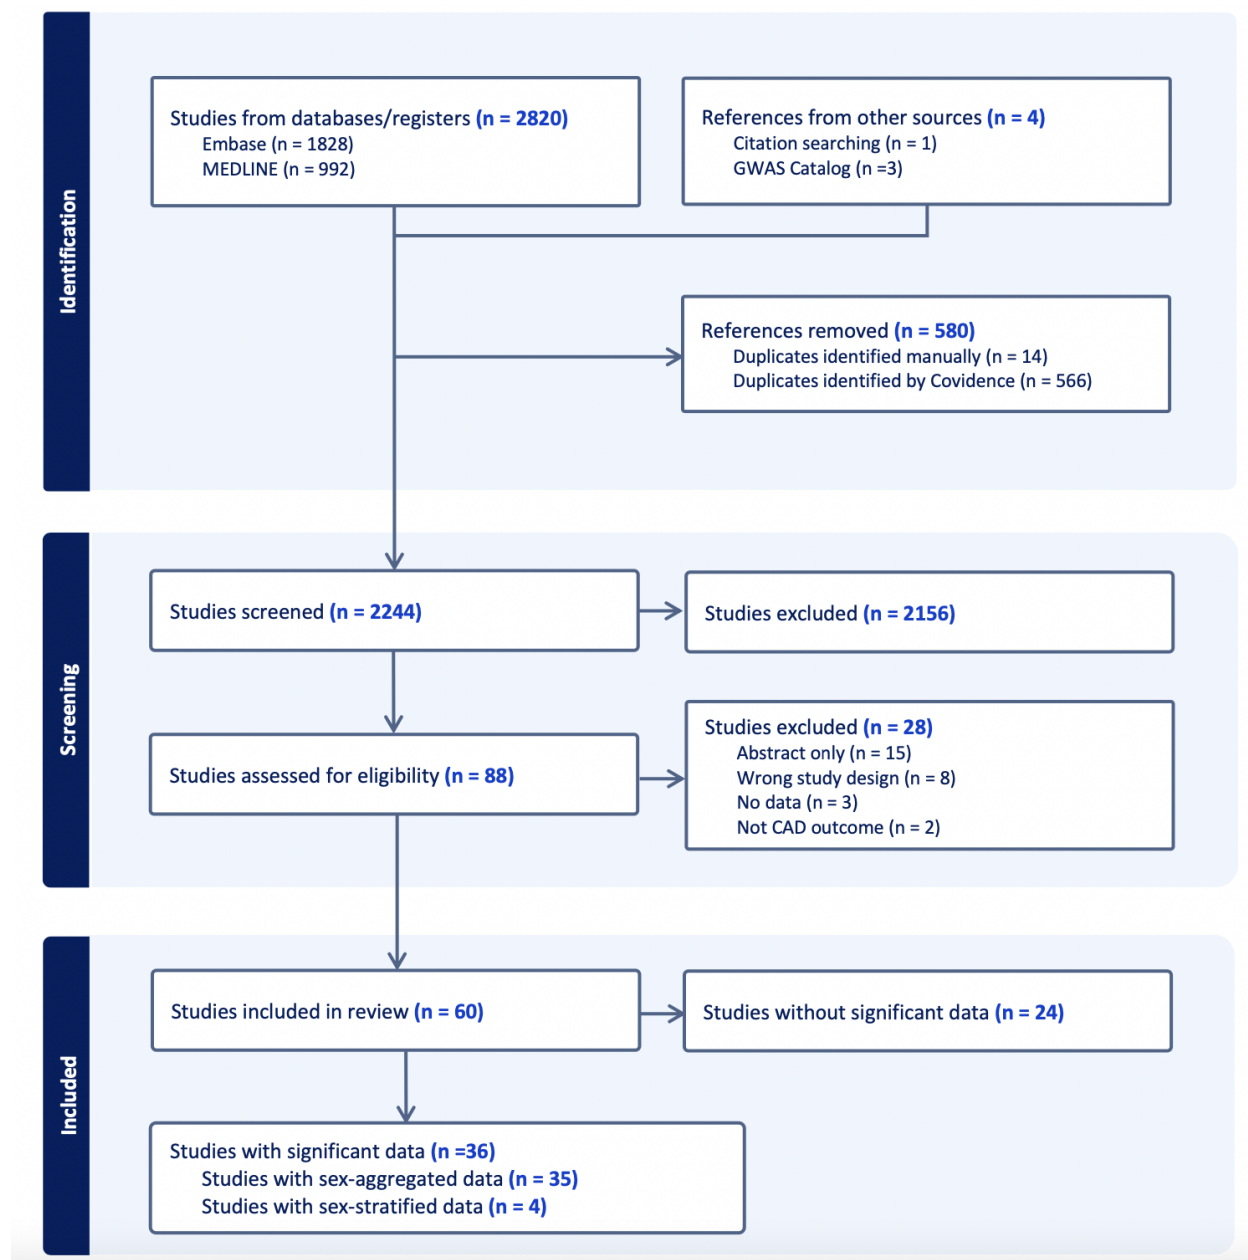 Identification
Studies from databases/registers (n = 2820)
Embase (n = 1828)
MEDLINE (n = 992)
References from other sources (n = 4)
Citation searching (n = 1)
GWAS Catalog (n =3)
References removed (n = 580)
Duplicates identified manually (n = 14)
Duplicates identified by Covidence (n = 566)
Screening
Studies screened (n = 2244)
Studies excluded (n = 2156)
Studies assessed for eligibility (n = 88)
Studies excluded (n = 28)
Abstract only (n = 15)
Wrong study design (n = 8)
No data (n = 3)
Not CAD outcome (n = 2)
Included
Studies included in review (n = 60)
Studies without significant data (n = 24)
Studies with significant data (n =36)
Studies with sex-aggregated data (n = 35)
Studies with sex-stratified data (n = 4)